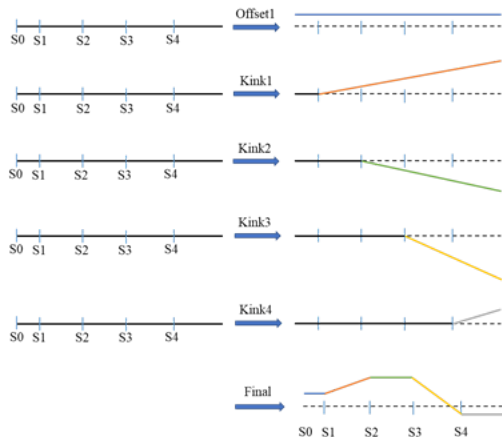 Offset1
S0 S1 S2 S3 S4
Kink1
S0 S1 S2 S3 S4
Kink2
S0 S1 S2 S3 S4
Kink3
S0 S1 S2 S3 S4
Kink4
S0 S1 S2 S3 S4
Final
S0 S1 S2 S3 S4